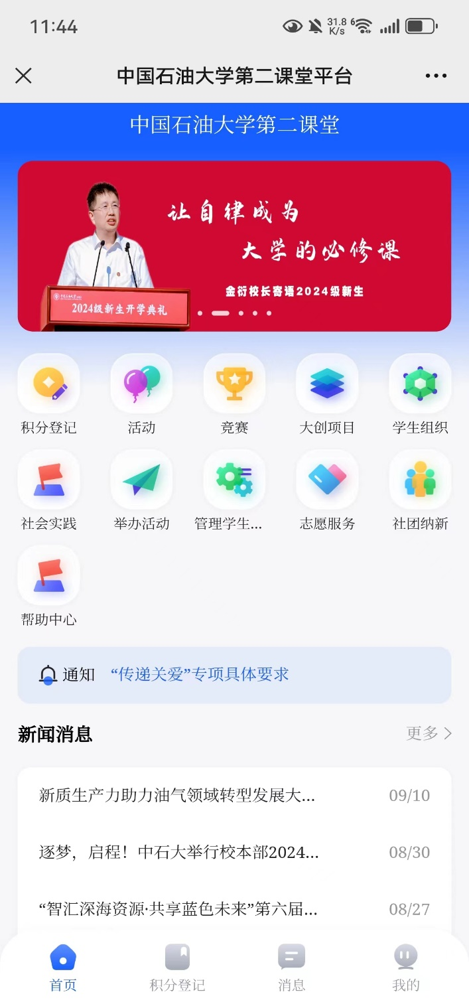 11:44
31.8 K/s
6
中国石油大学第二课堂平台
中国石油大学第二课堂
让自律成为
大学的必修课
金衍校长寄语2024级新生
中国石油大学
2024级新生开学典礼
积分登记 活动 竞赛 大创项目 学生组织
社会实践 举办活动 管理学生... 志愿服务 社团纳新
帮助中心
通知 “传递关爱”专项具体要求
新闻消息 更多
新质生产力助力油气领域转型发展大... 09/10
逐梦，启程！中石大举行校本部2024... 08/30
“智汇深海资源·共享蓝色未来”第六届... 08/27
首页 积分登记 消息 我的